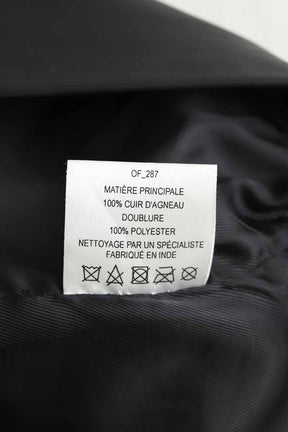 OF_287
MATIÈRE PRINCIPALE
100% CUIR D'AGNEAU
DOUBLURE
100% POLYESTER
NETTOYAGE PAR UN SPÉCIALISTE
FABRIQUÉ EN INDE